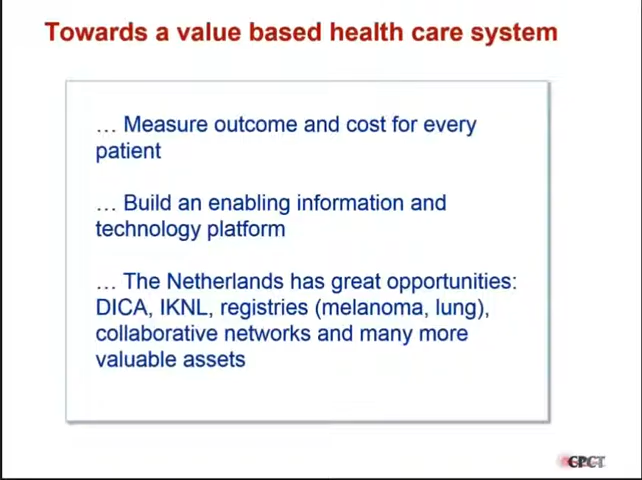 Towards a value based health care system
… Measure outcome and cost for every
patient
… Build an enabling information and
technology platform
… The Netherlands has great opportunities:
DICA, IKNL, registries (melanoma, lung),
collaborative networks and many more
valuable assets
CPCT